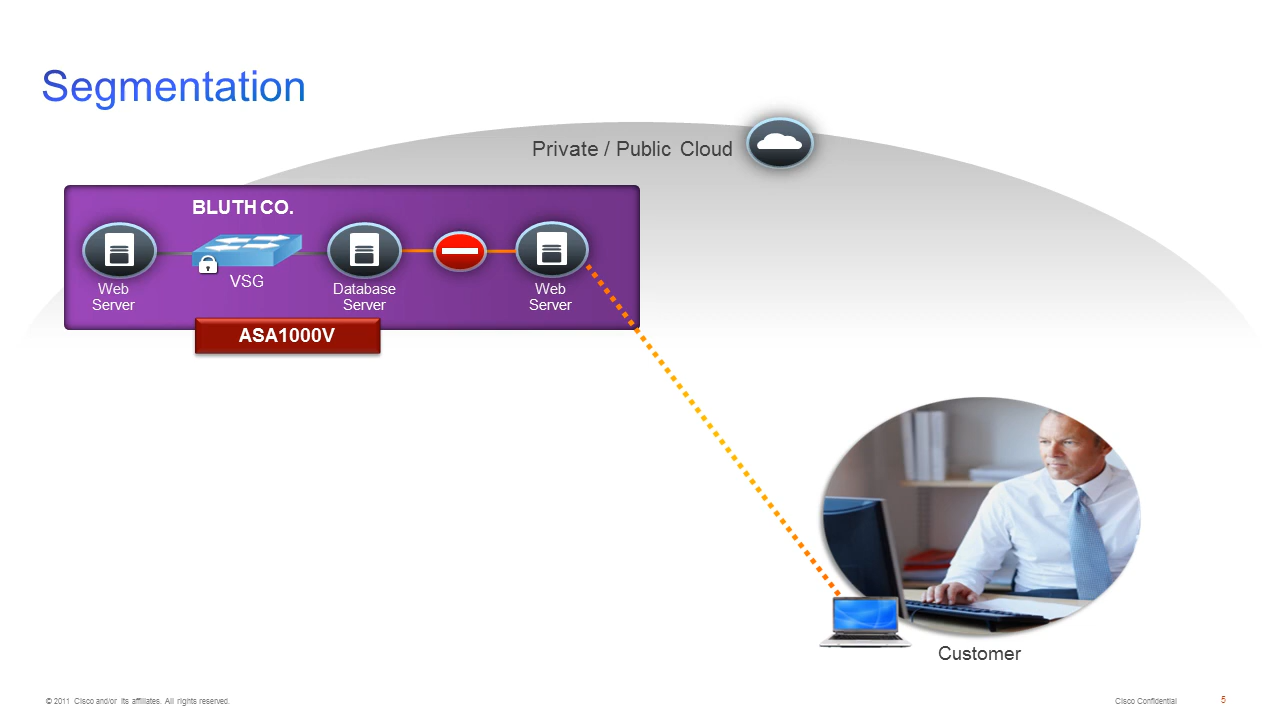 Segmentation
Private / Public Cloud
BLUTH CO.
VSG
Web
Server
Database
Server
Web
Server
ASA1000V
Customer
© 2011 Cisco and/or its affiliates. All rights reserved.
Cisco Confidential
5